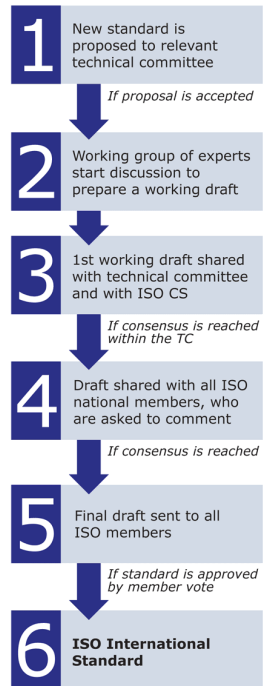 1
New standard is
proposed to relevant
technical committee
If proposal is accepted
2
Working group of experts
start discussion to
prepare a working draft
3
1st working draft shared
with technical committee
and with ISO CS
If consensus is reached
within the TC
4
Draft shared with all ISO
national members, who
are asked to comment
If consensus is reached
5
Final draft sent to all
ISO members
If standard is approved
by member vote
6
ISO International
Standard